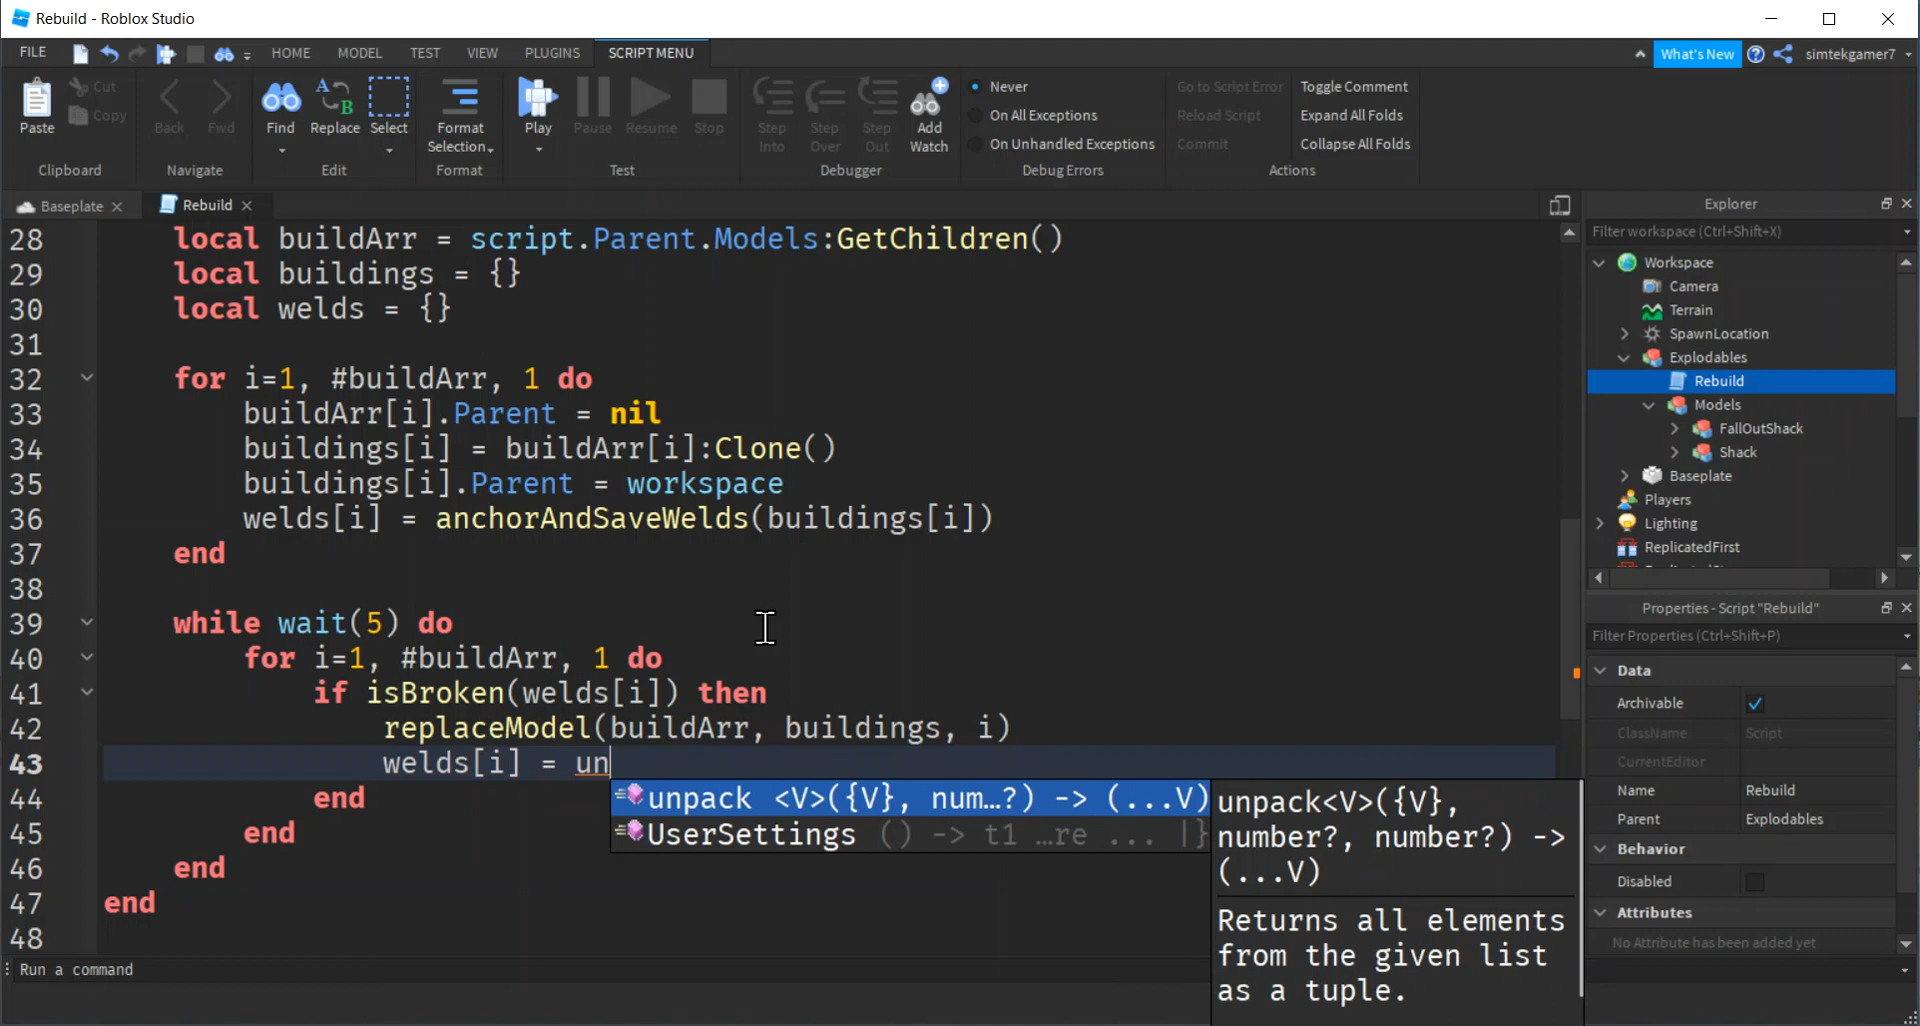 Rebuild - Roblox Studio
FILE HOME MODEL TEST VIEW PLUGINS SCRIPT MENU What's New simtekgamer7
Paste Cut Copy
Clipboard
Back Fwd
Navigate
Find Replace Select
Edit
Format Selection
Format
Play Pause Resume Stop
Test
Step Into Step Over Step Out Add Watch
Debugger
Never
On All Exceptions
On Unhandled Exceptions
Debug Errors
Go to Script Error Toggle Comment
Reload Script Expand All Folds
Commit Collapse All Folds
Actions
Baseplate Rebuild
28 local buildArr = script.Parent.Models:GetChildren()
29 local buildings = {}
30 local welds = {}
31
32 for i=1, #buildArr, 1 do
33 buildArr[i].Parent = nil
34 buildings[i] = buildArr[i]:Clone()
35 buildings[i].Parent = workspace
36 welds[i] = anchorAndSaveWelds(buildings[i])
37 end
38
39 while wait(5) do
40 for i=1, #buildArr, 1 do
41 if isBroken(welds[i]) then
42 replaceModel(buildArr, buildings, i)
43 welds[i] = un
44 end
45 end
46 end
47 end
48
unpack <V>({V}, num…?) -> (...V)
UserSettings () -> t1 …re ... |}
unpack<V>({V},
number?, number?) ->
(...V)
Returns all elements
from the given list
as a tuple.
Run a command
Explorer
Filter workspace (Ctrl+Shift+X)
Workspace
Camera
Terrain
SpawnLocation
Explodables
Rebuild
Models
FallOutShack
Shack
Baseplate
Players
Lighting
ReplicatedFirst
Properties - Script "Rebuild"
Filter Properties (Ctrl+Shift+P)
Data
Archivable
ClassName Script
CurrentEditor
Name Rebuild
Parent Explodables
Behavior
Disabled
Attributes
No Attribute has been added yet